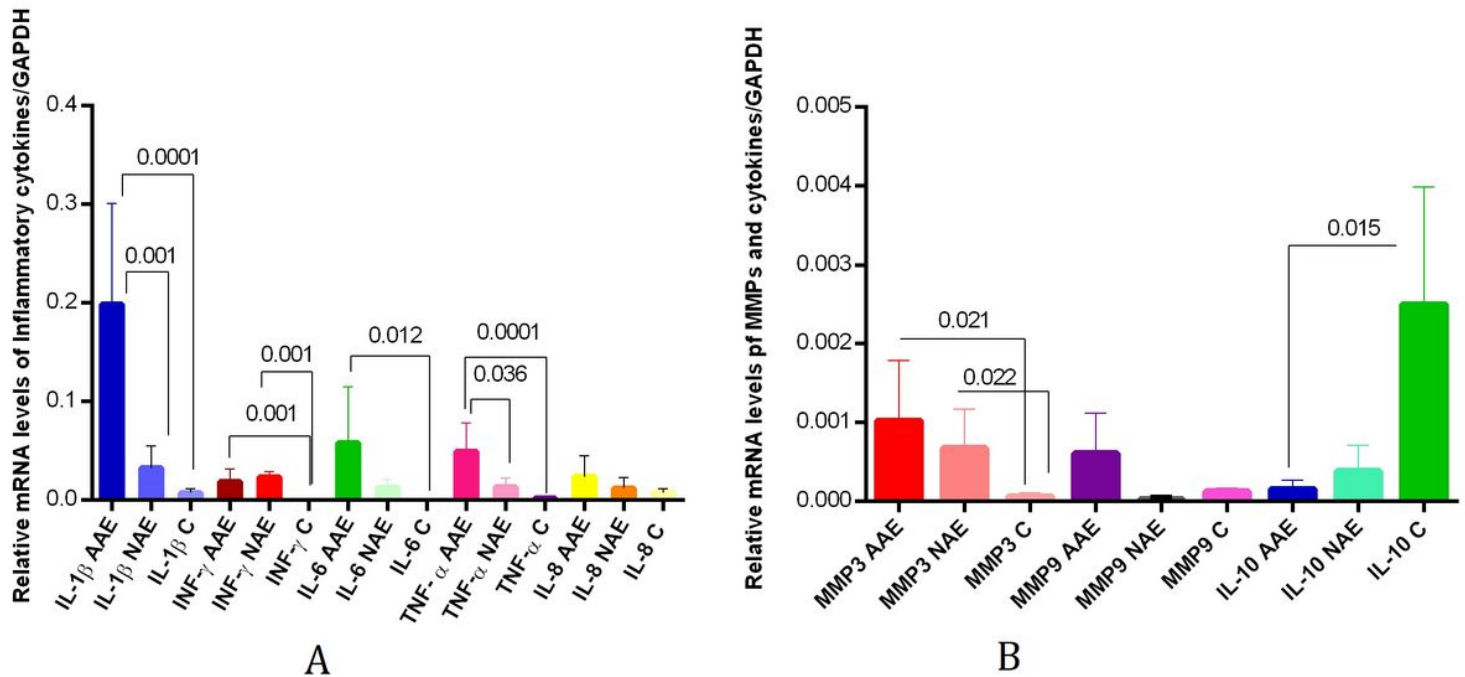 Relative mRNA levels of Inflammatory cytokines/GAPDH
0.4
0.3
0.2
0.1
0.0
0.0001
0.001
0.001
0.001
0.012
0.0001
0.036
IL-1β AAE
IL-1β NAE
IL-1β C
INF-γ AAE
INF-γ NAE
INF-γ C
IL-6 AAE
IL-6 NAE
IL-6 C
TNF- α AAE
TNF-α NAE
TNF-α C
IL-8 AAE
IL-8 NAE
IL-8 C
A
Relative mRNA levels pf MMPs and cytokines/GAPDH
0.005
0.004
0.003
0.002
0.001
0.000
0.021
0.022
0.015
MMP3 AAE
MMP3 NAE
MMP3 C
MMP9 AAE
MMP9 NAE
MMP9 C
IL-10 AAE
IL-10 NAE
IL-10 C
B